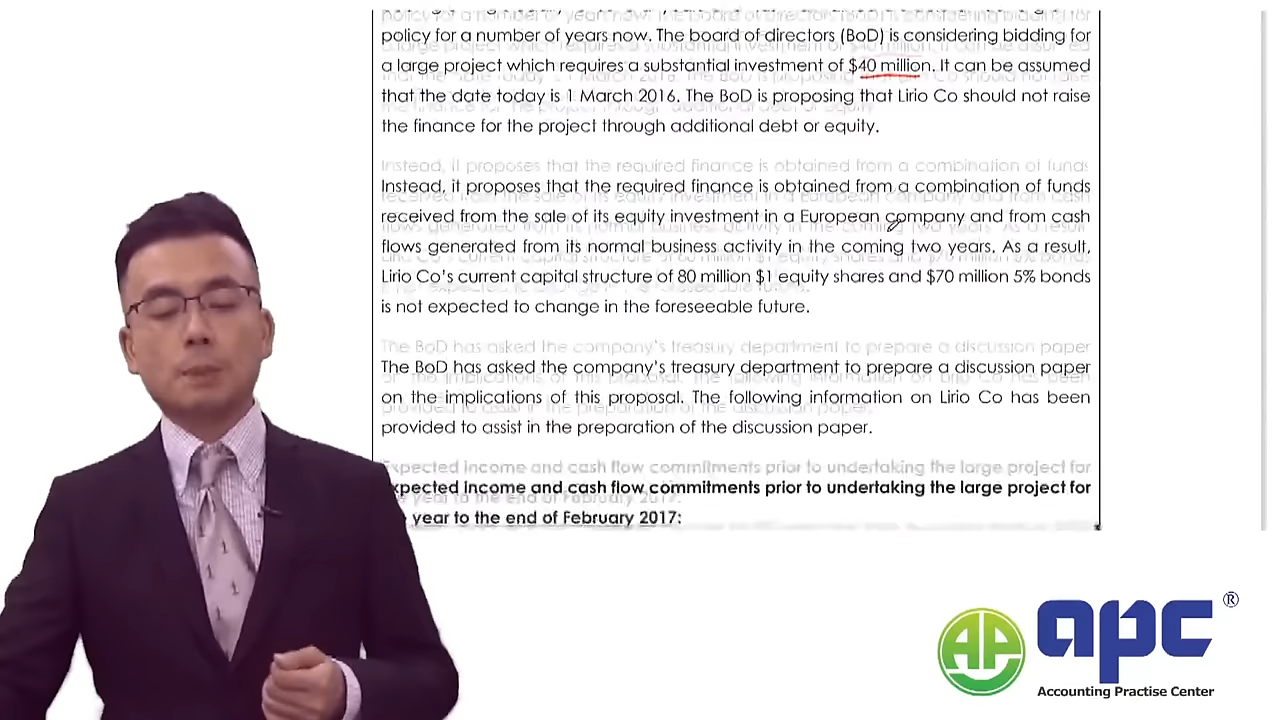 policy for a number of years now. The board of directors (BoD) is considering bidding for
a large project which requires a substantial investment of $40 million. It can be assumed
that the date today is 1 March 2016. The BoD is proposing that Lirio Co should not raise
the finance for the project through additional debt or equity.
Instead, it proposes that the required finance is obtained from a combination of funds
received from the sale of its equity investment in a European company and from cash
flows generated from its normal business activity in the coming two years. As a result,
Lirio Co's current capital structure of 80 million $1 equity shares and $70 million 5% bonds
is not expected to change in the foreseeable future.
The BoD has asked the company's treasury department to prepare a discussion paper
on the implications of this proposal. The following information on Lirio Co has been
provided to assist in the preparation of the discussion paper.
xpected income and cash flow commitments prior to undertaking the large project for
year to the end of February 2017:
AP
apc ®
Accounting Practise Center